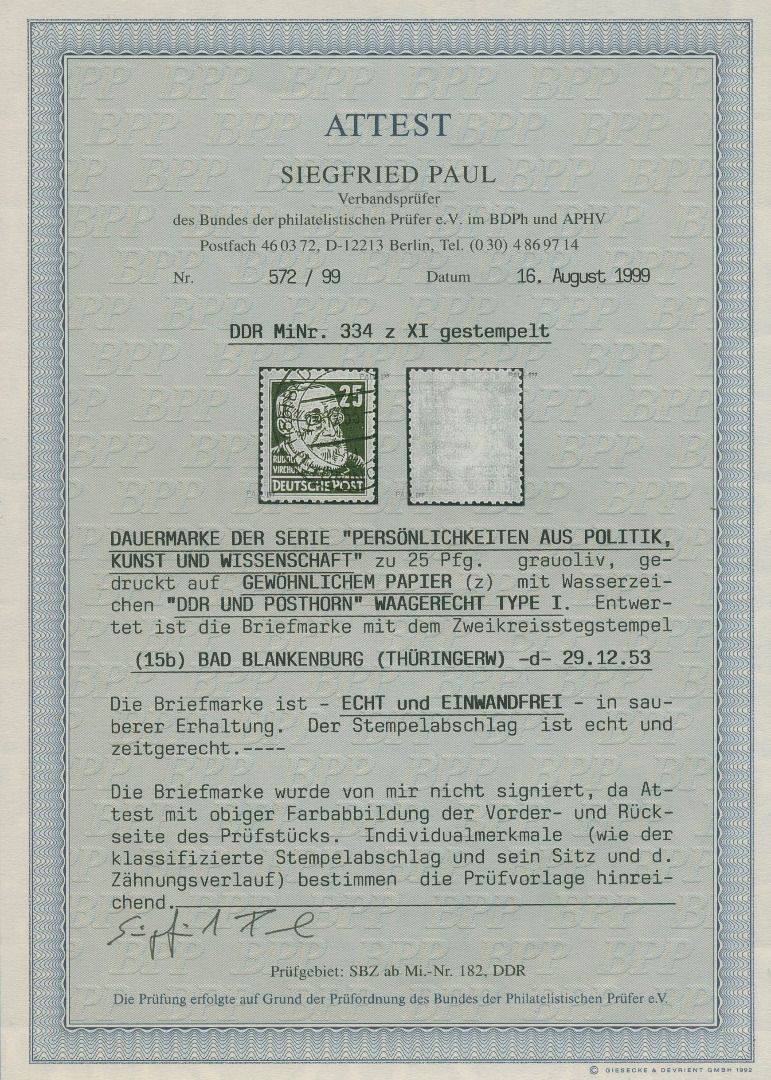 ATTEST
SIEGFRIED PAUL
Verbandsprüfer
des Bundes der philatelistischen Prüfer e.V. im BDPh und APHV
Postfach 46 03 72, D-12213 Berlin, Tel. (0 30) 4 86 97 14
Nr. 572 / 99 Datum 16. August 1999
DDR MiNr. 334 z XI gestempelt
25
RUDOLF
VIRCHOW
DEUTSCHE POST
DAUERMARKE DER SERIE "PERSÖNLICHKEITEN AUS POLITIK,
KUNST UND WISSENSCHAFT" zu 25 Pfg. grauoliv, ge-
druckt auf GEWÖHNLICHEM PAPIER (z) mit Wasserzei-
chen "DDR UND POSTHORN" WAAGERECHT TYPE I. Entwer-
tet ist die Briefmarke mit dem Zweikreisstegstempel
(15b) BAD BLANKENBURG (THÜRINGERW) -d- 29.12.53
Die Briefmarke ist - ECHT und EINWANDFREI - in sau-
berer Erhaltung. Der Stempelabschlag ist echt und
zeitgerecht.----
Die Briefmarke wurde von mir nicht signiert, da At-
test mit obiger Farbabbildung der Vorder- und Rück-
seite des Prüfstücks. Individualmerkmale (wie der
klassifizierte Stempelabschlag und sein Sitz und d.
Zähnungsverlauf) bestimmen die Prüfvorlage hinrei-
chend.
Siegfried Paul
Prüfgebiet: SBZ ab Mi.-Nr. 182, DDR
Die Prüfung erfolgte auf Grund der Prüfordnung des Bundes der Philatelistischen Prüfer e.V.
© GIESECKE & DEVRIENT GMBH 1992